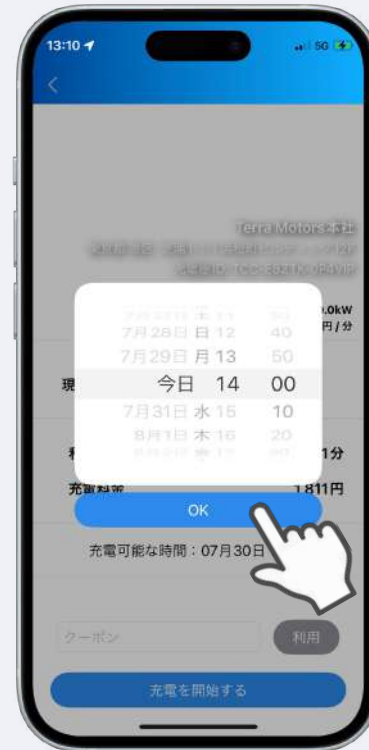 13:10
5G
Terra Motors本社
.0kW
円 / 分
7月28日 日 12 40
7月29日 月 13 50
現
今日 14 00
7月31日 水 15 10
8月1日 木 16 20
1分
充電料金
1,811円
OK
充電可能な時間：07月30日
クーポン
利用
充電を開始する